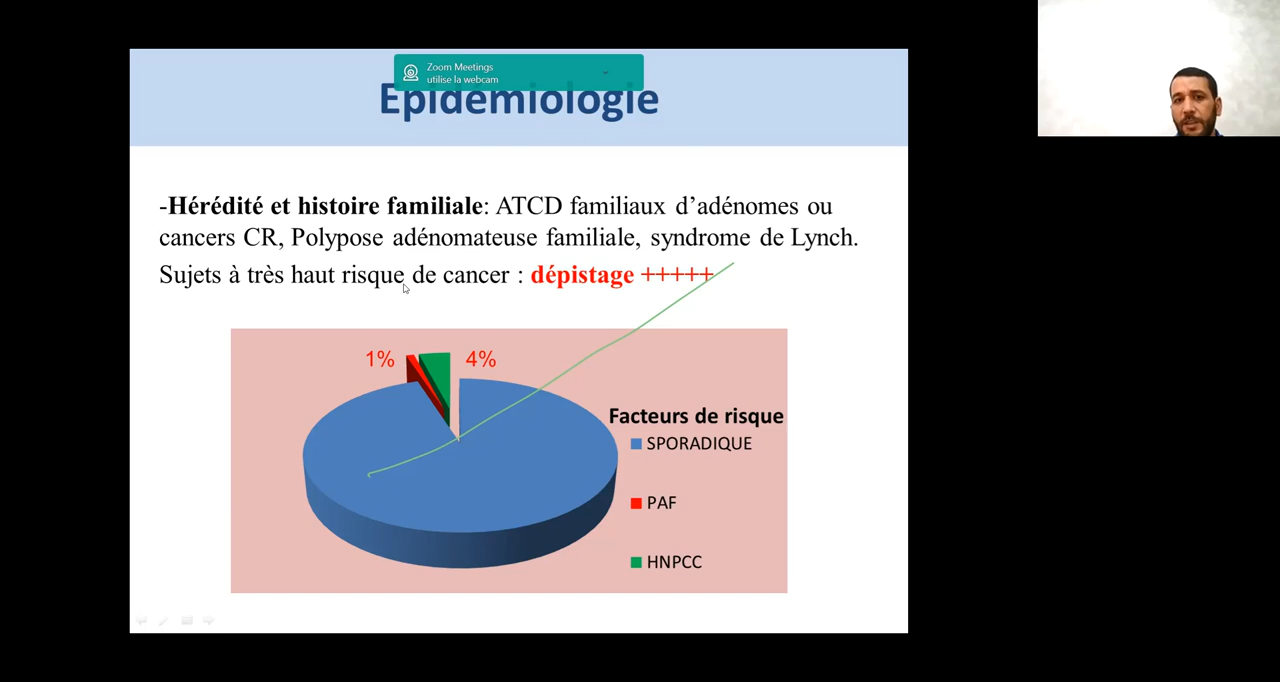 Zoom Meetings
utilise la webcam
Epidémiologie
-Hérédité et histoire familiale: ATCD familiaux d’adénomes ou
cancers CR, Polypose adénomateuse familiale, syndrome de Lynch.
Sujets à très haut risque de cancer : dépistage +++++
1%
4%
Facteurs de risque
SPORADIQUE
PAF
HNPCC